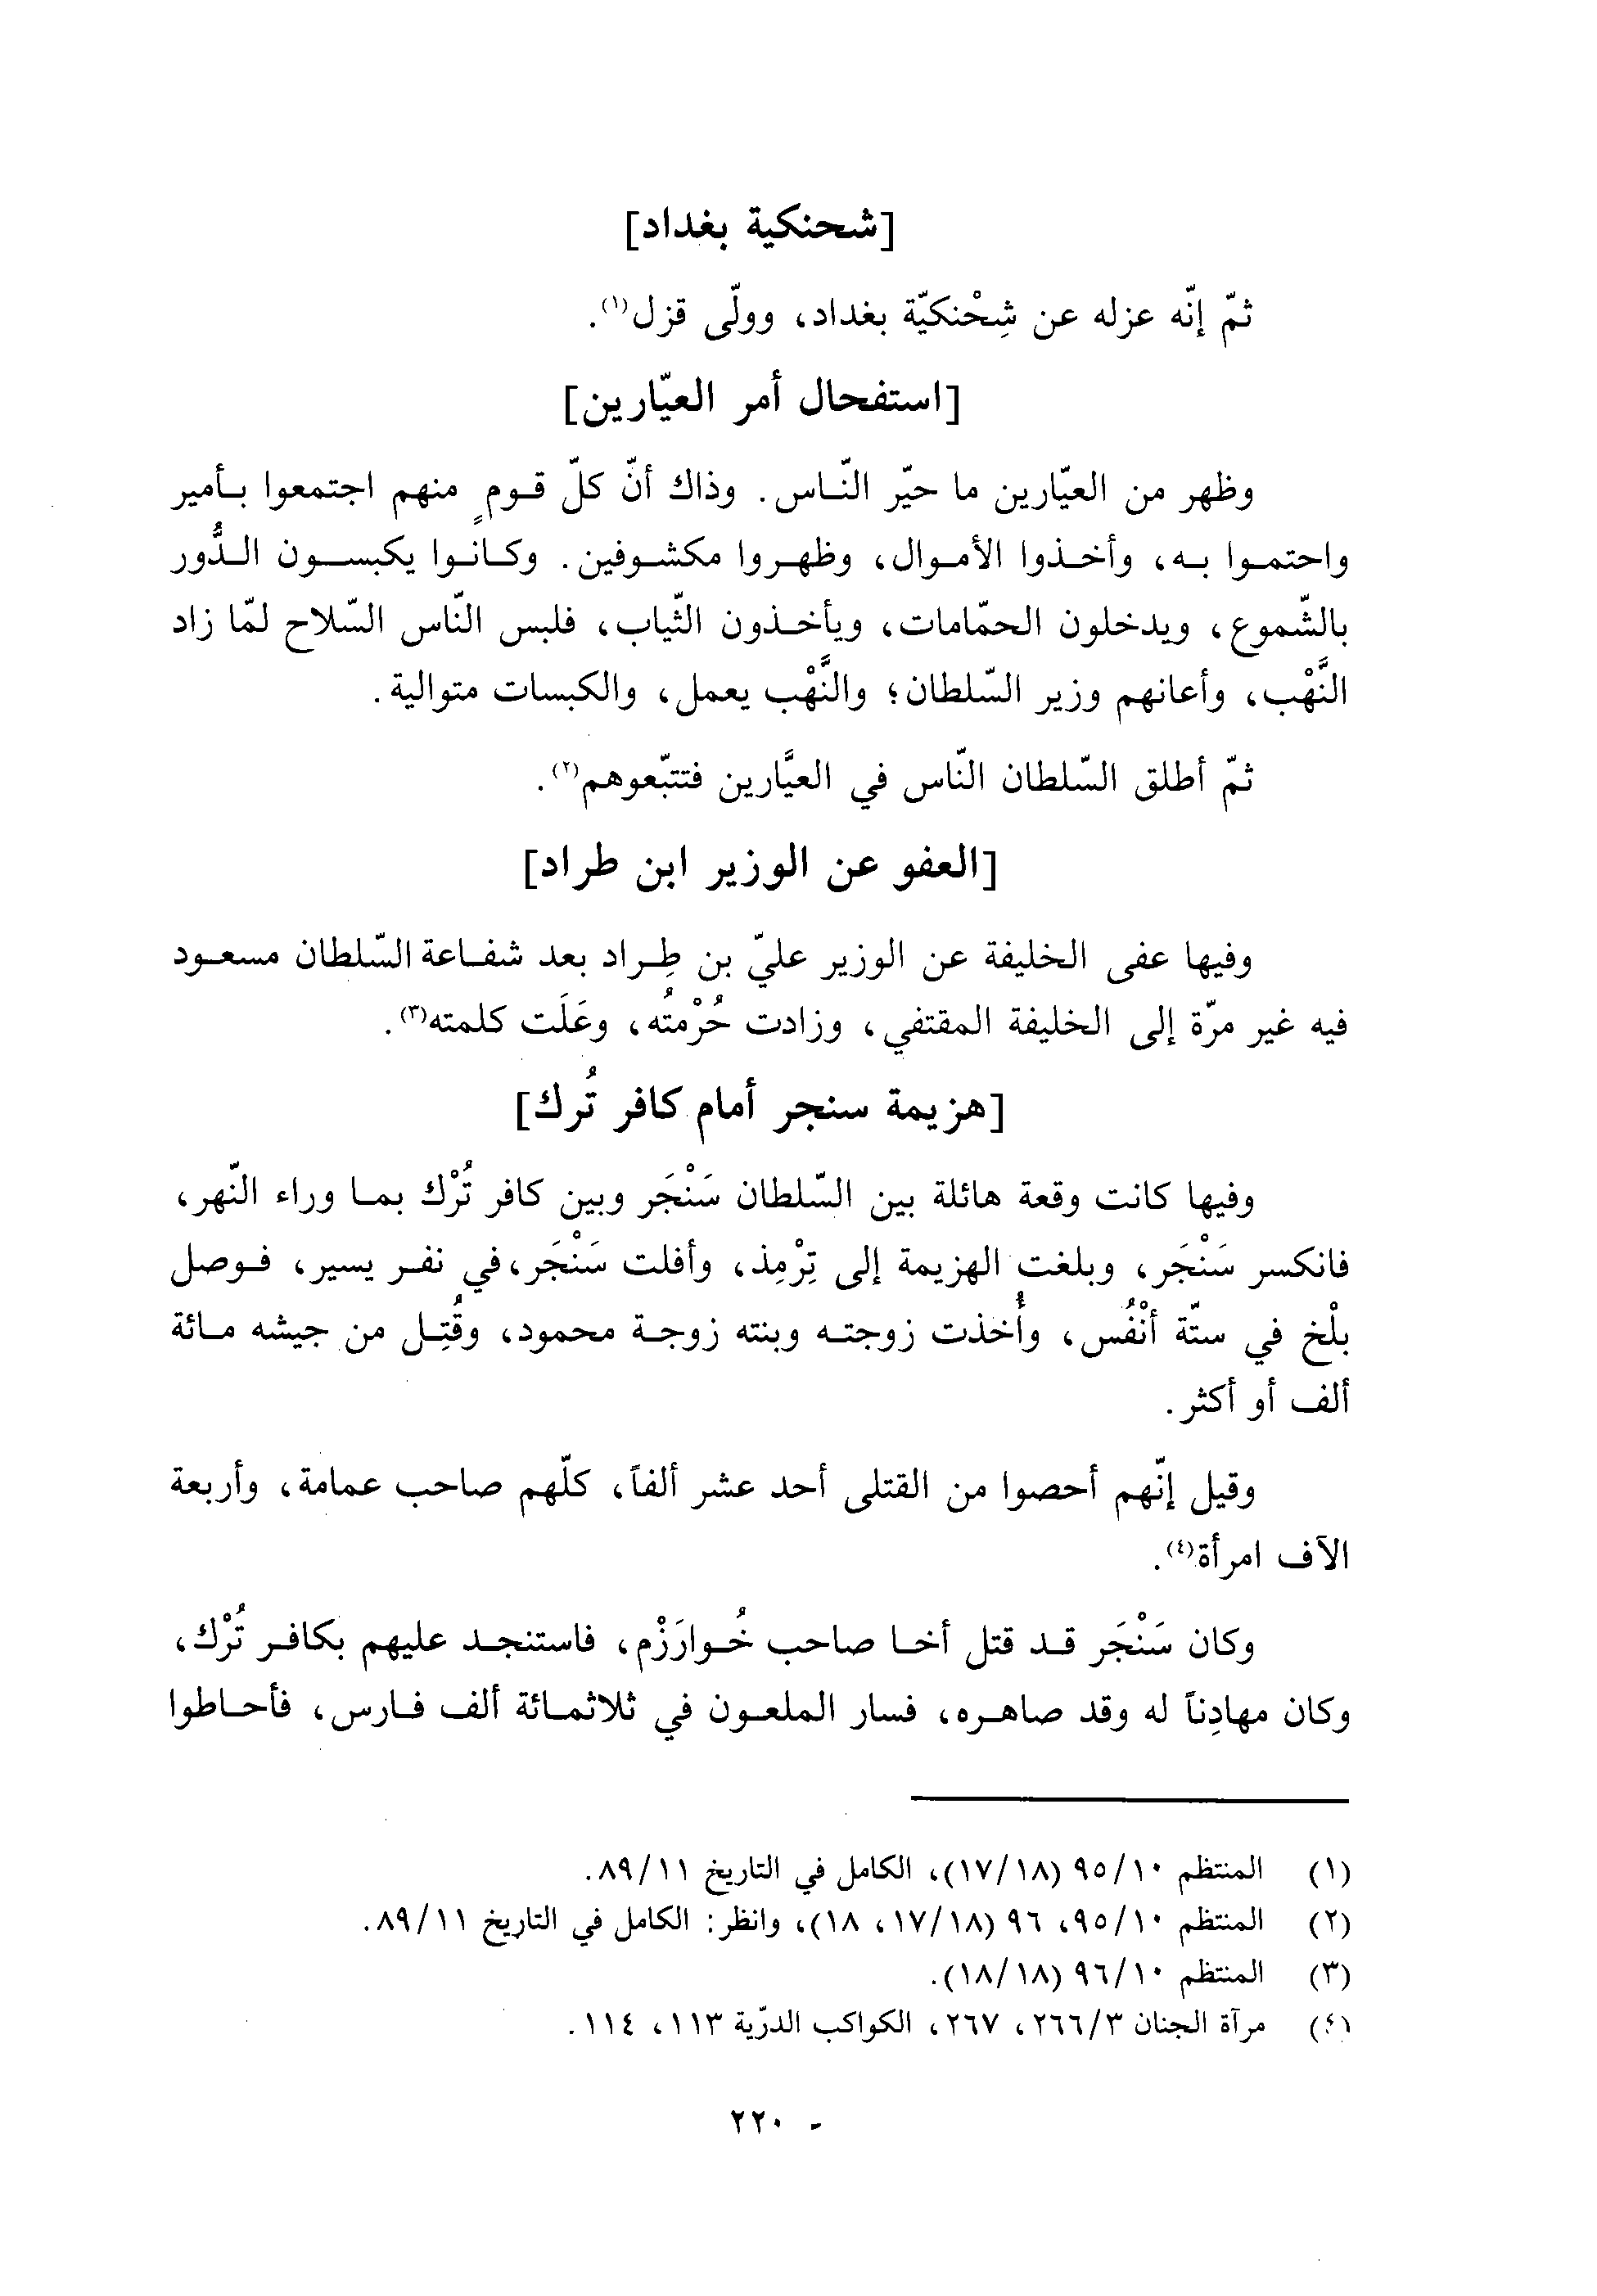 [شحنكية بغداد]
ثمّ إنّه عزله عن شِحْنكيّة بغداد، وولّى قزل(١).
[استفحال أمر العيّارين]
وظهر من العيّارين ما حيّر النّاس. وذاك أنّ كلّ قومٍ منهم اجتمعوا بأمير
واحتموا به، وأخذوا الأموال، وظهروا مكشوفين. وكانوا يكبسون الدُّور
بالشّموع، ويدخلون الحمّامات، ويأخذون الثّياب، فلبس النّاس السّلاح لمّا زاد
النَّهْب، وأعانهم وزير السّلطان؛ والنَّهْب يعمل، والكبسات متوالية.
ثمّ أطلق السّلطان النّاس في العيَّارين فتتبّعوهم(٢).
[العفو عن الوزير ابن طراد]
وفيها عفى الخليفة عن الوزير عليّ بن طِراد بعد شفاعة السّلطان مسعود
فيه غير مرّة إلى الخليفة المقتفي، وزادت حُرْمتُه، وعَلَت كلمته(٣).
[هزيمة سنجر أمام كافر تُرك]
وفيها كانت وقعة هائلة بين السّلطان سَنْجَر وبين كافر تُرْك بما وراء النّهر،
فانكسر سَنْجَر، وبلغت الهزيمة إلى تِرْمِذ، وأفلت سَنْجَر، في نفر يسير، فوصل
بلْخ في ستّة أنْفُس، وأُخذت زوجته وبنته زوجة محمود، وقُتِل من جيشه مائة
ألف أو أكثر.
وقيل إنّهم أحصوا من القتلى أحد عشر ألفاً، كلّهم صاحب عمامة، وأربعة
الآف امرأة(٤).
وكان سَنْجَر قد قتل أخا صاحب خُوارَزْم، فاستنجد عليهم بكافر تُرْك،
وكان مهادِناً له وقد صاهره، فسار الملعون في ثلاثمائة ألف فارس، فأحاطوا
(١) المنتظم ٩٥/١٠ (١٧/١٨)، الكامل في التاريخ ٨٩/١١.
(٢) المنتظم ٩٥/١٠، ٩٦ (١٧/١٨، ١٨)، وانظر: الكامل في التاريخ ٨٩/١١.
(٣) المنتظم ٩٦/١٠ (١٨/١٨).
(٤) مرآة الجنان ٢٦٦/٣، ٢٦٧، الكواكب الدرّية ١١٣، ١١٤.
- ٢٢٠